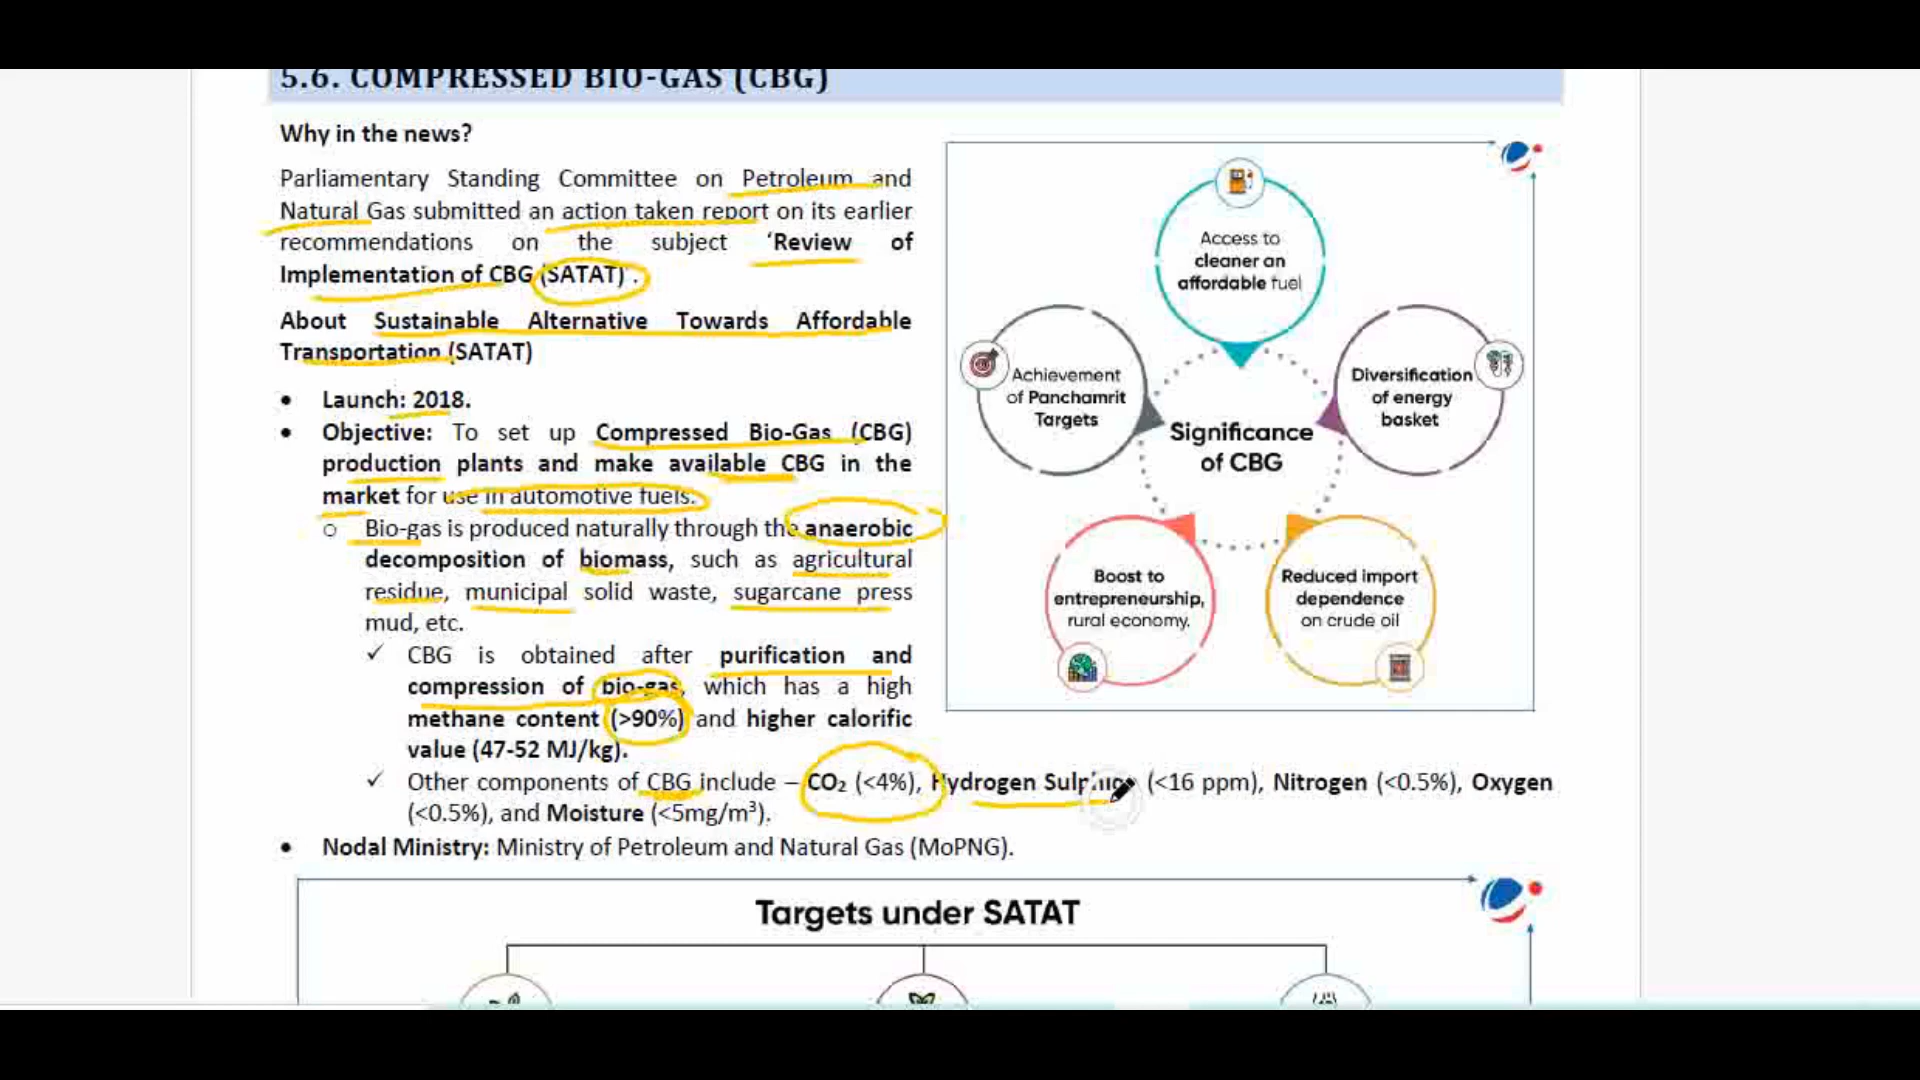 5.6. COMPRESSED BIO-GAS (CBG)
Why in the news?
Parliamentary Standing Committee on Petroleum and
Natural Gas submitted an action taken report on its earlier
recommendations on the subject ‘Review of
Implementation of CBG (SATAT)’.
About Sustainable Alternative Towards Affordable
Transportation (SATAT)
• Launch: 2018.
• Objective: To set up Compressed Bio-Gas (CBG)
production plants and make available CBG in the
market for use in automotive fuels.
o Bio-gas is produced naturally through the anaerobic
decomposition of biomass, such as agricultural
residue, municipal solid waste, sugarcane press
mud, etc.
✓ CBG is obtained after purification and
compression of bio-gas, which has a high
methane content (>90%) and higher calorific
value (47-52 MJ/kg).
✓ Other components of CBG include – CO₂ (<4%), Hydrogen Sulphide (<16 ppm), Nitrogen (<0.5%), Oxygen
(<0.5%), and Moisture (<5mg/m³).
• Nodal Ministry: Ministry of Petroleum and Natural Gas (MoPNG).
Access to
cleaner an
affordable fuel
Achievement
of Panchamrit
Targets
Diversification
of energy
basket
Significance
of CBG
Boost to
entrepreneurship,
rural economy.
Reduced import
dependence
on crude oil
Targets under SATAT